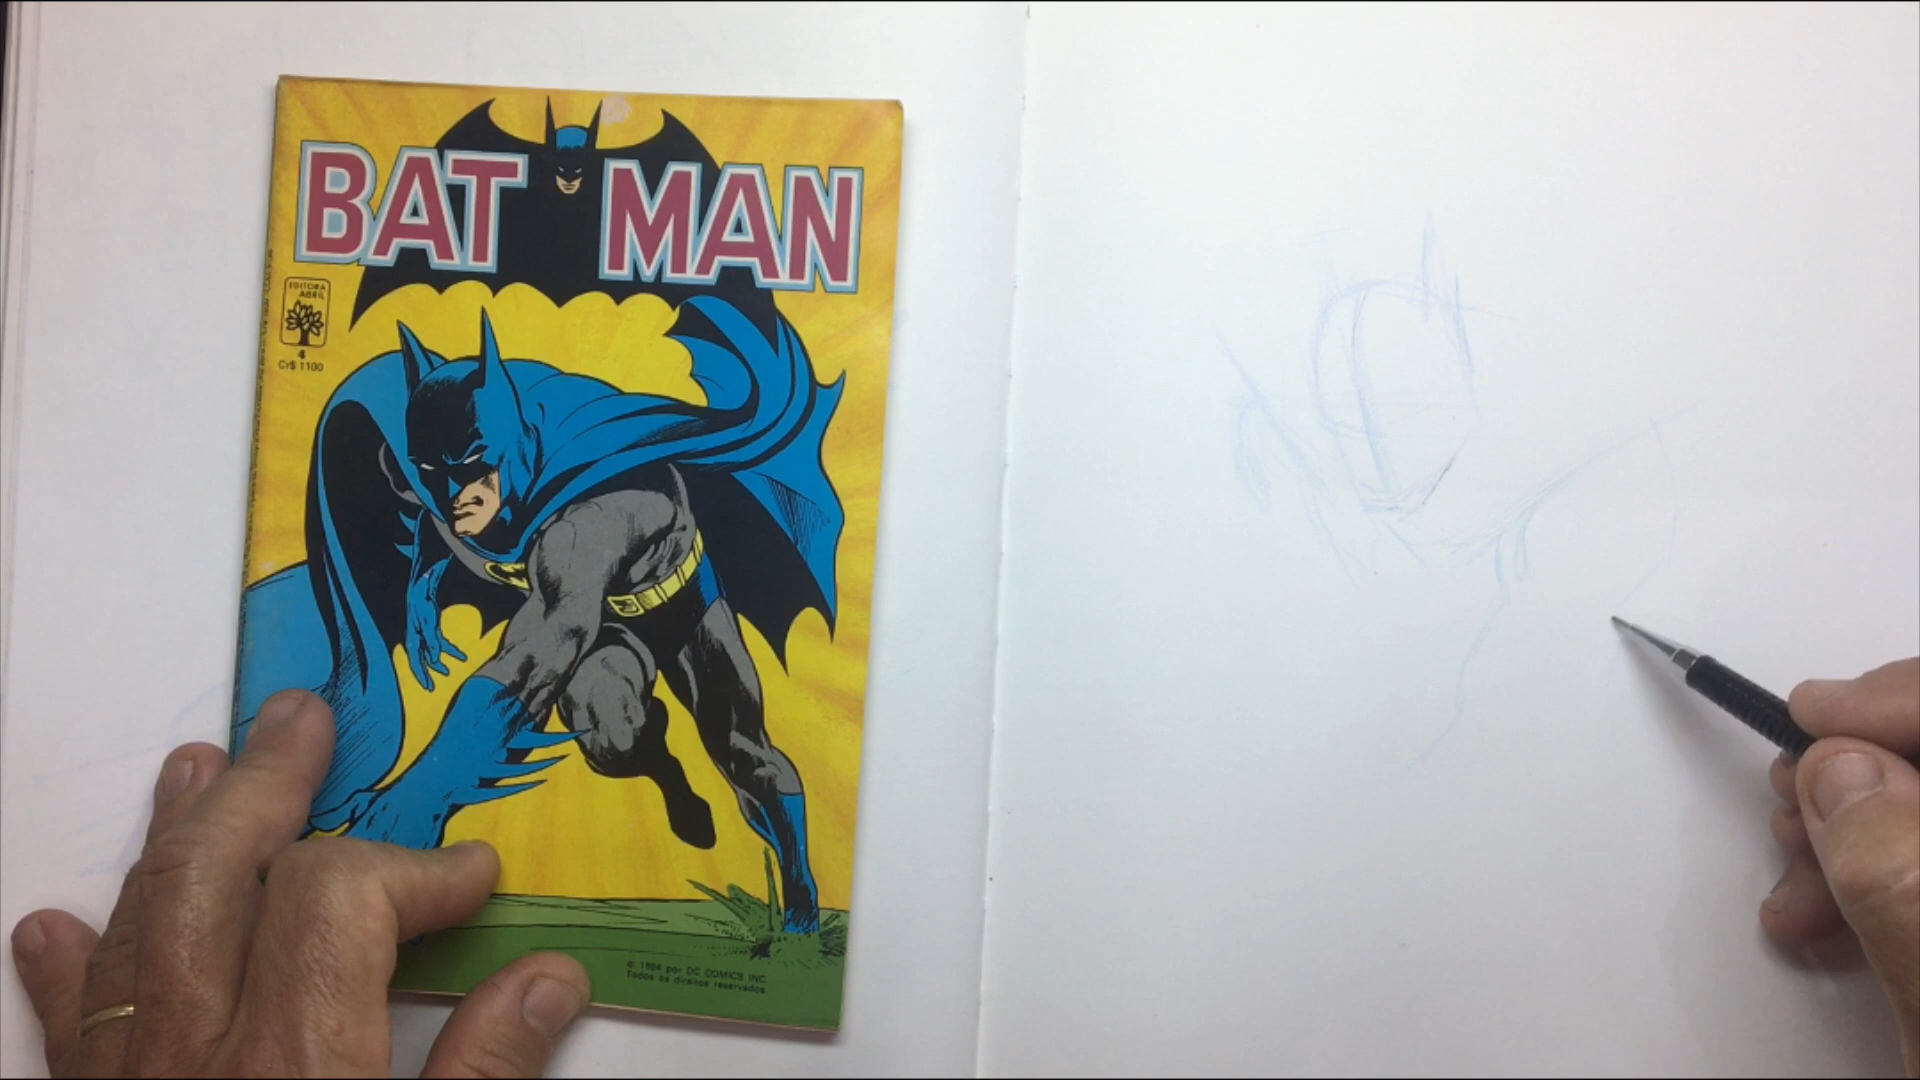 BAT MAN
EDITORA
ABRIL
4
Cr$ 1100
© 1984 por DC COMICS INC.
Todos os direitos reservados.